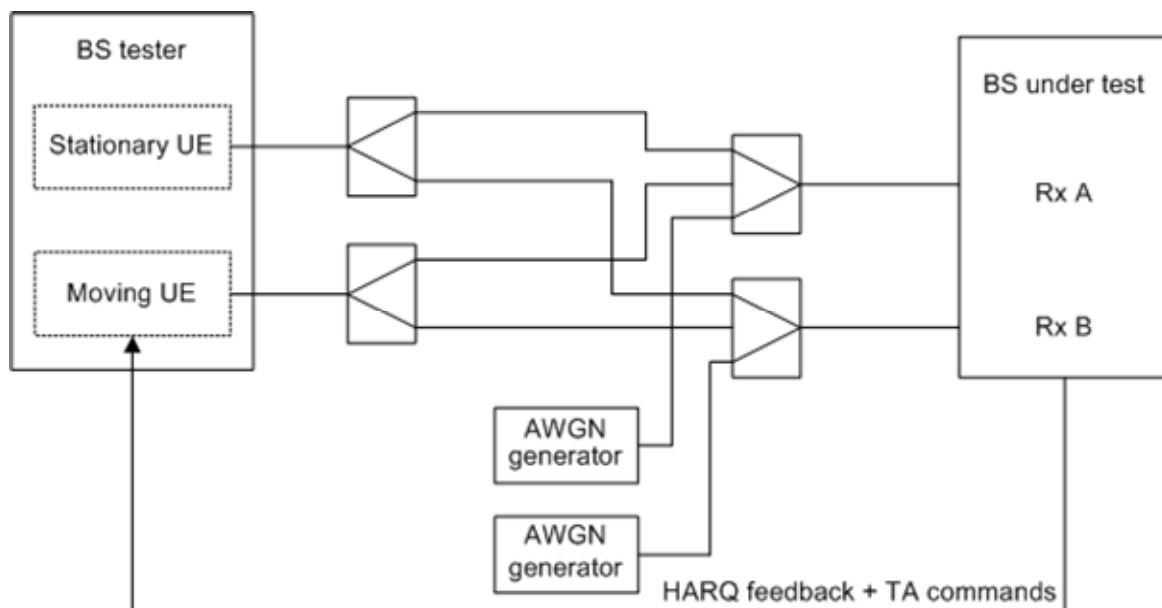 BS tester
Stationary UE
Moving UE
BS under test
Rx A
Rx B
AWGN
generator
AWGN
generator
HARQ feedback + TA commands